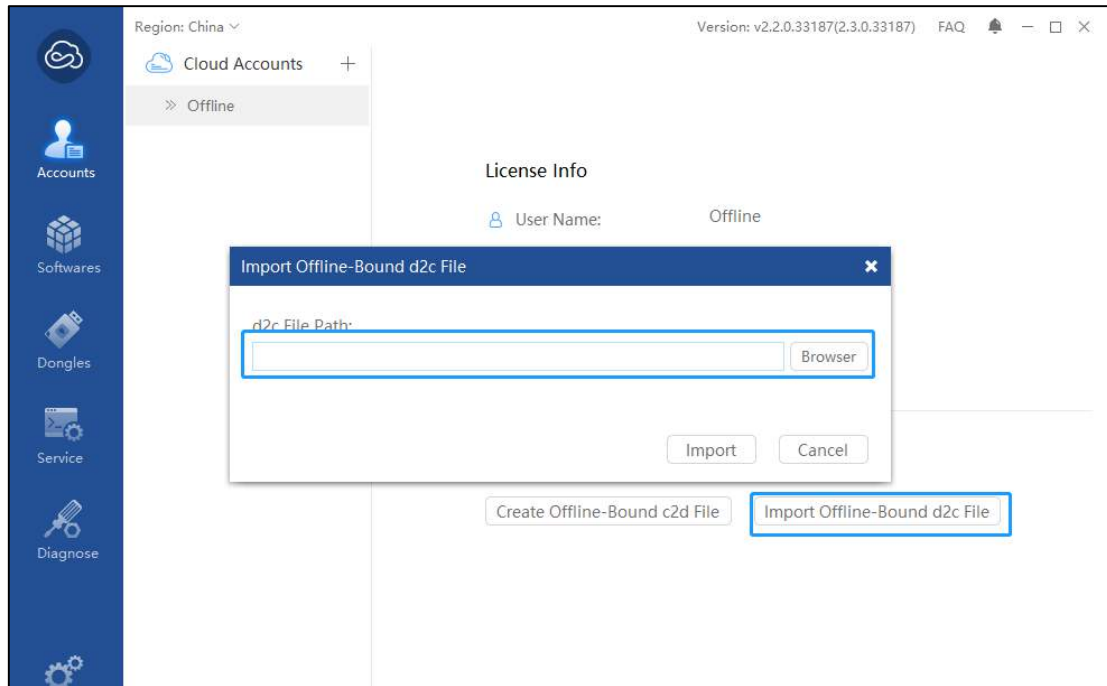 Region: China
Version: v2.2.0.33187(2.3.0.33187) FAQ
Cloud Accounts
Offline
Accounts
Softwares
Dongles
Service
Diagnose
License Info
User Name: Offline
Import Offline-Bound d2c File
d2c File Path:
Browser
Import Cancel
Create Offline-Bound c2d File Import Offline-Bound d2c File